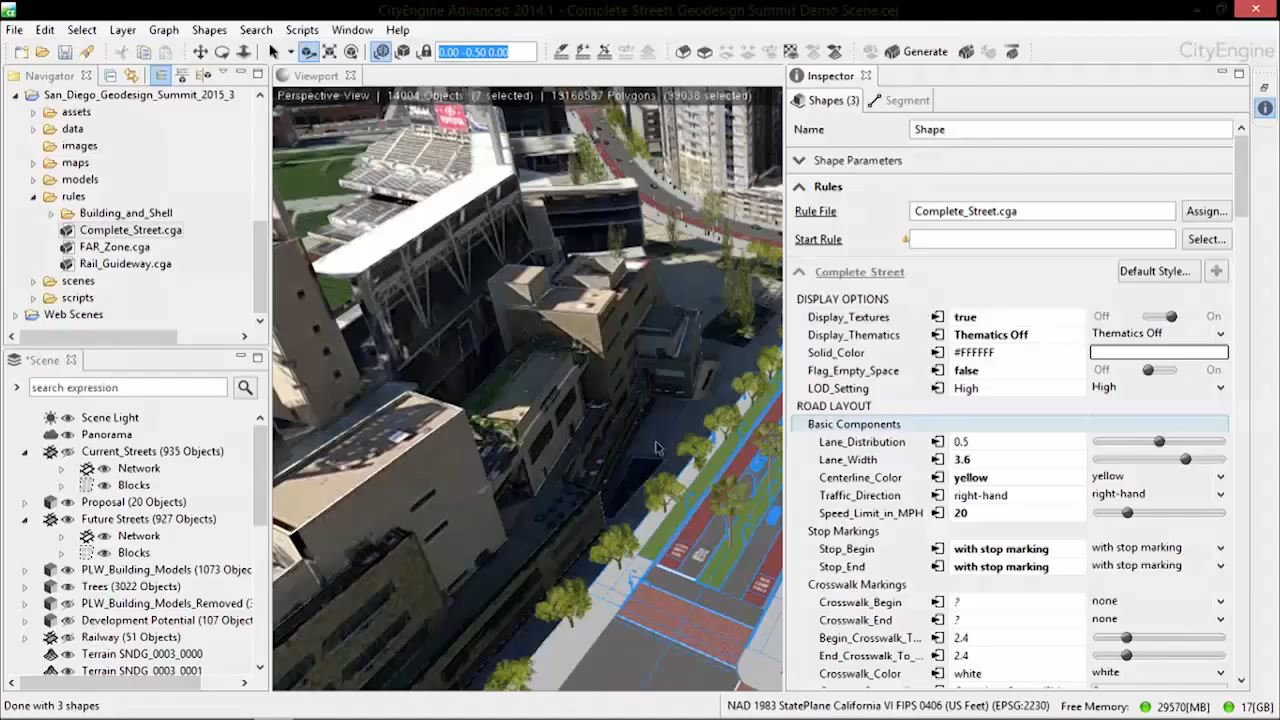 CityEngine Advanced 2014.1 - Complete Streets Geodesign Summit Demo Scene.cej
File Edit Select Layer Graph Shapes Search Scripts Window Help
0.00 -0.50 0.00
Generate
Engine
Navigator
San_Diego_Geodesign_Summit_2015_3
assets
data
images
maps
models
rules
Building_and_Shell
Complete_Street.cga
FAR_Zone.cga
Rail_Guideway.cga
scenes
scripts
Web Scenes
*Scene
search expression
Scene Light
Panorama
Current_Streets (935 Objects)
Network
Blocks
Proposal (20 Objects)
Future Streets (927 Objects)
Network
Blocks
PLW_Building_Models (1073 Objec
Trees (3022 Objects)
PLW_Building_Models_Removed (3
Development Potential (107 Objec
Railway (51 Objects)
Terrain SNDG_0003_0000
Terrain SNDG_0003_0001
Viewport
Perspective View | 14004 Objects (7 selected) | 19168587 Polygons (99038 selected)
TOYOTA
Inspector
Shapes (3) Segment
Name Shape
Shape Parameters
Rules
Rule File Complete_Street.cga Assign...
Start Rule Select...
Complete Street Default Style...
DISPLAY OPTIONS
Display_Textures true Off On
Display_Thematics Thematics Off Thematics Off
Solid_Color #FFFFFF
Flag_Empty_Space false Off On
LOD_Setting High High
ROAD LAYOUT
Basic Components
Lane_Distribution 0.5
Lane_Width 3.6
Centerline_Color yellow yellow
Traffic_Direction right-hand right-hand
Speed_Limit_in_MPH 20
Stop Markings
Stop_Begin with stop marking with stop marking
Stop_End with stop marking with stop marking
Crosswalk Markings
Crosswalk_Begin ? none
Crosswalk_End ? none
Begin_Crosswalk_T... 2.4
End_Crosswalk_To_... 2.4
Crosswalk_Color white white
Done with 3 shapes
NAD 1983 StatePlane California VI FIPS 0406 (US Feet) (EPSG:2230) Free Memory: 29570[MB] 17[GB]